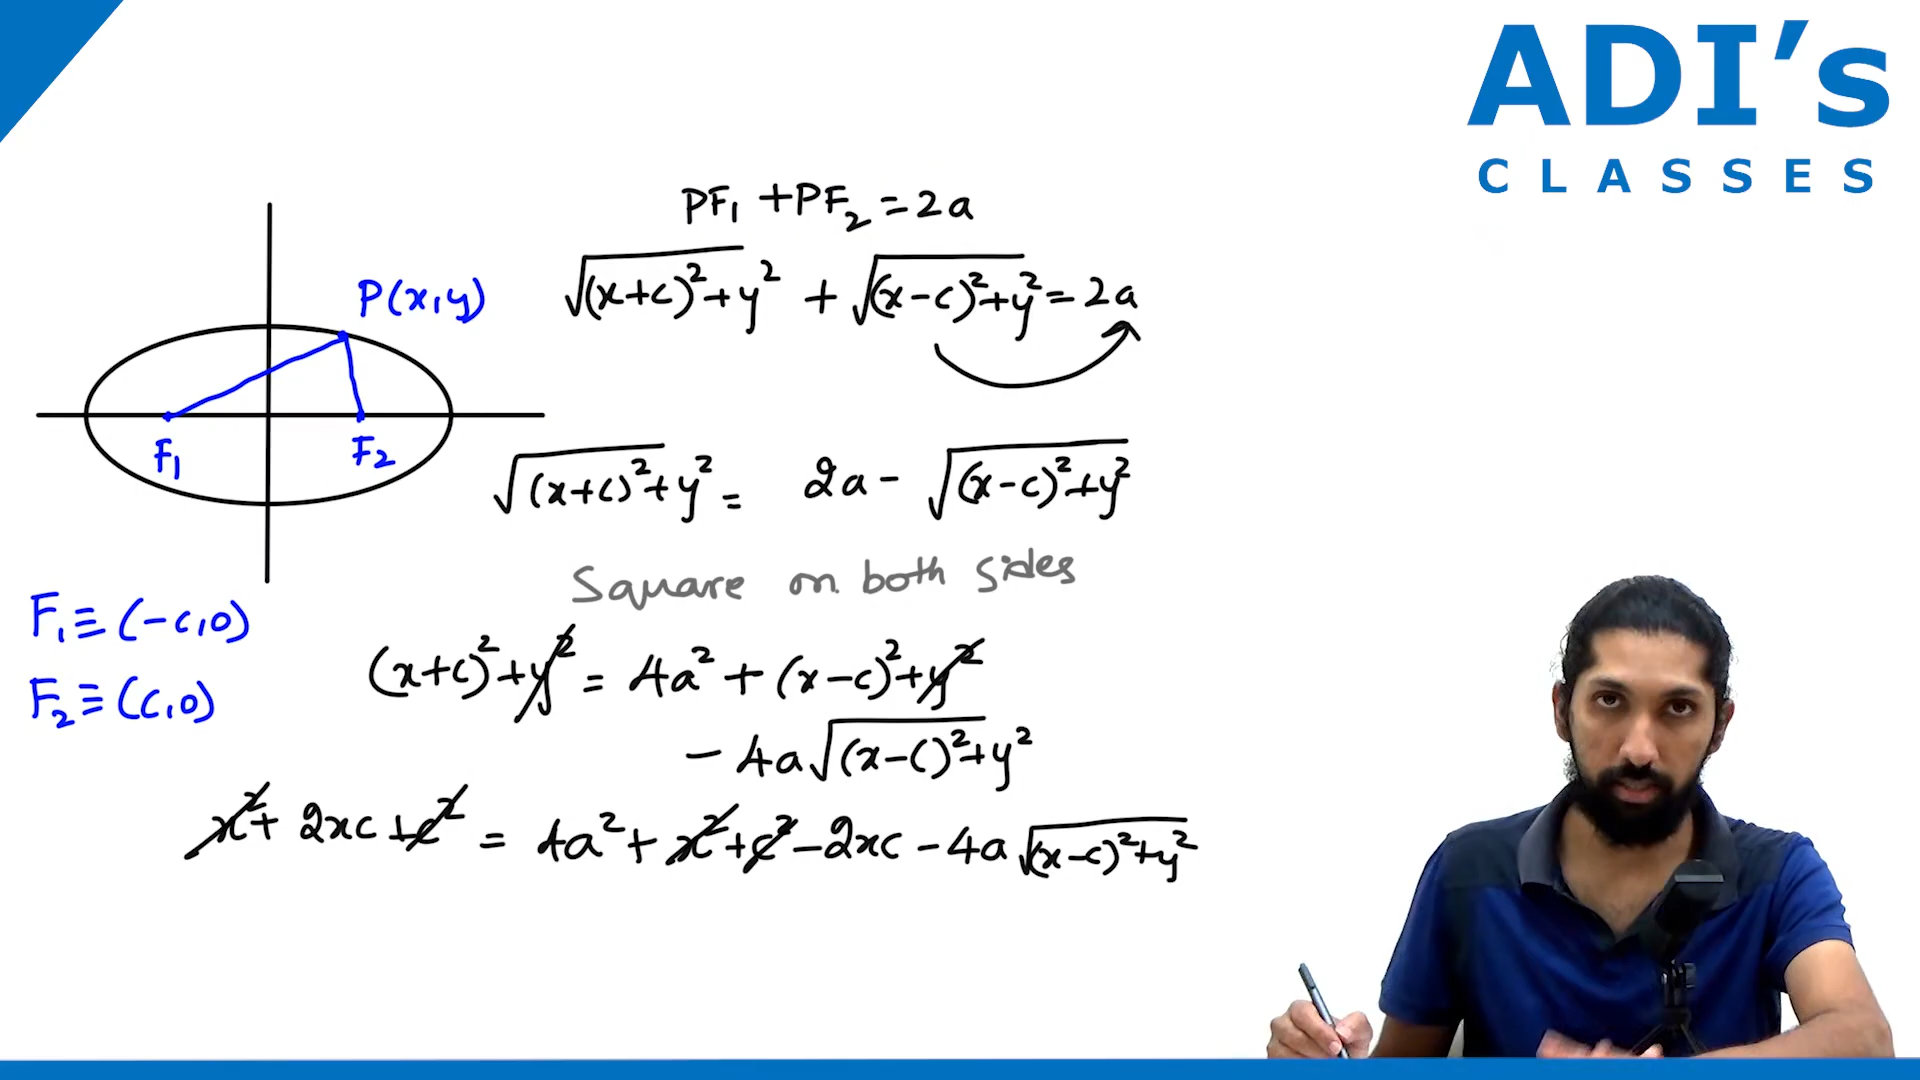 ADI's
CLASSES
PF₁ + PF₂ = 2a
√(x+c)²+y² + √(x-c)²+y² = 2a
P(x,y)
F₁
F₂
√(x+c)²+y² = 2a - √(x-c)²+y²
Square on both sides
F₁ ≡ (-c,0)
F₂ ≡ (c,0)
(x+c)²+y² = 4a² + (x-c)²+y²
- 4a√(x-c)²+y²
x²+ 2xc +c² = 4a²+ x²+c² -2xc -4a √(x-c)²+y²